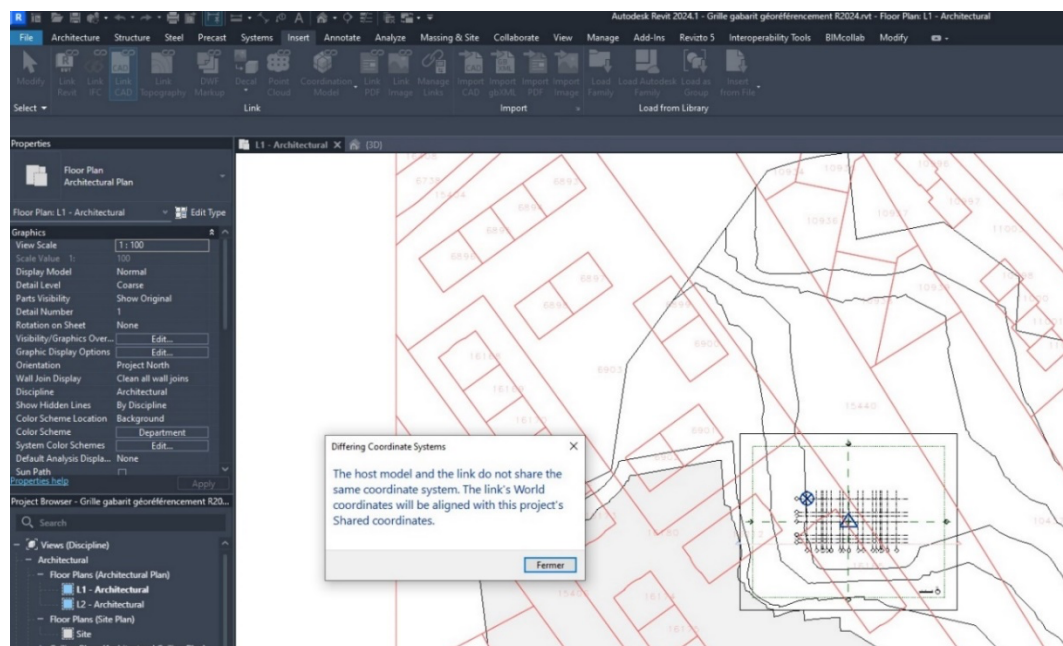 Autodesk Revit 2024.1 - Grille gabarit géoréférencement R2024.rvt - Floor Plan: L1 - Architectural
File Architecture Structure Steel Precast Systems Insert Annotate Analyze Massing & Site Collaborate View Manage Add-Ins Revizto 5 Interoperability Tools BIMcollab Modify
Modify Link Revit Link IFC Link CAD Link Topography DWF Markup Decal Point Cloud Coordination Model Link PDF Link Image Manage Links Import CAD Import gbXML Import PDF Import Image Load Family Load Autodesk Family Load as Group Insert from File
Select Link Import Load from Library
Properties
L1 - Architectural {3D}
Floor Plan
Architectural Plan
Floor Plan: L1 - Architectural Edit Type
Graphics
View Scale 1 : 100
Scale Value 1: 100
Display Model Normal
Detail Level Coarse
Parts Visibility Show Original
Detail Number 1
Rotation on Sheet None
Visibility/Graphics Over... Edit...
Graphic Display Options Edit...
Orientation Project North
Wall Join Display Clean all wall joins
Discipline Architectural
Show Hidden Lines By Discipline
Color Scheme Location Background
Color Scheme Department
System Color Schemes Edit...
Default Analysis Displa... None
Sun Path
Properties help Apply
Project Browser - Grille gabarit géoréférencement R20...
Search
Views (Discipline)
Architectural
Floor Plans (Architectural Plan)
L1 - Architectural
L2 - Architectural
Floor Plans (Site Plan)
Site
Differing Coordinate Systems
The host model and the link do not share the
same coordinate system. The link's World
coordinates will be aligned with this project's
Shared coordinates.
Fermer
6897
6903
6900
6901
10938
15440